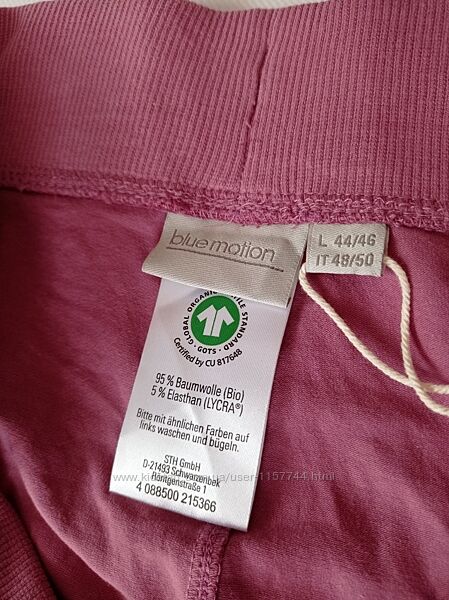 blue motion
L 44/46
IT 48/50
GLOBAL ORGANIC TEXTILE STANDARD
· GOTS ·
Certified by CU 817648
95 % Baumwolle (Bio)
5 % Elasthan (LYCRA®)
Bitte mit ähnlichen Farben auf
links waschen und bügeln.
STH GmbH
D-21493 Schwarzenbek
Röntgenstraße 1
4 088500 215366